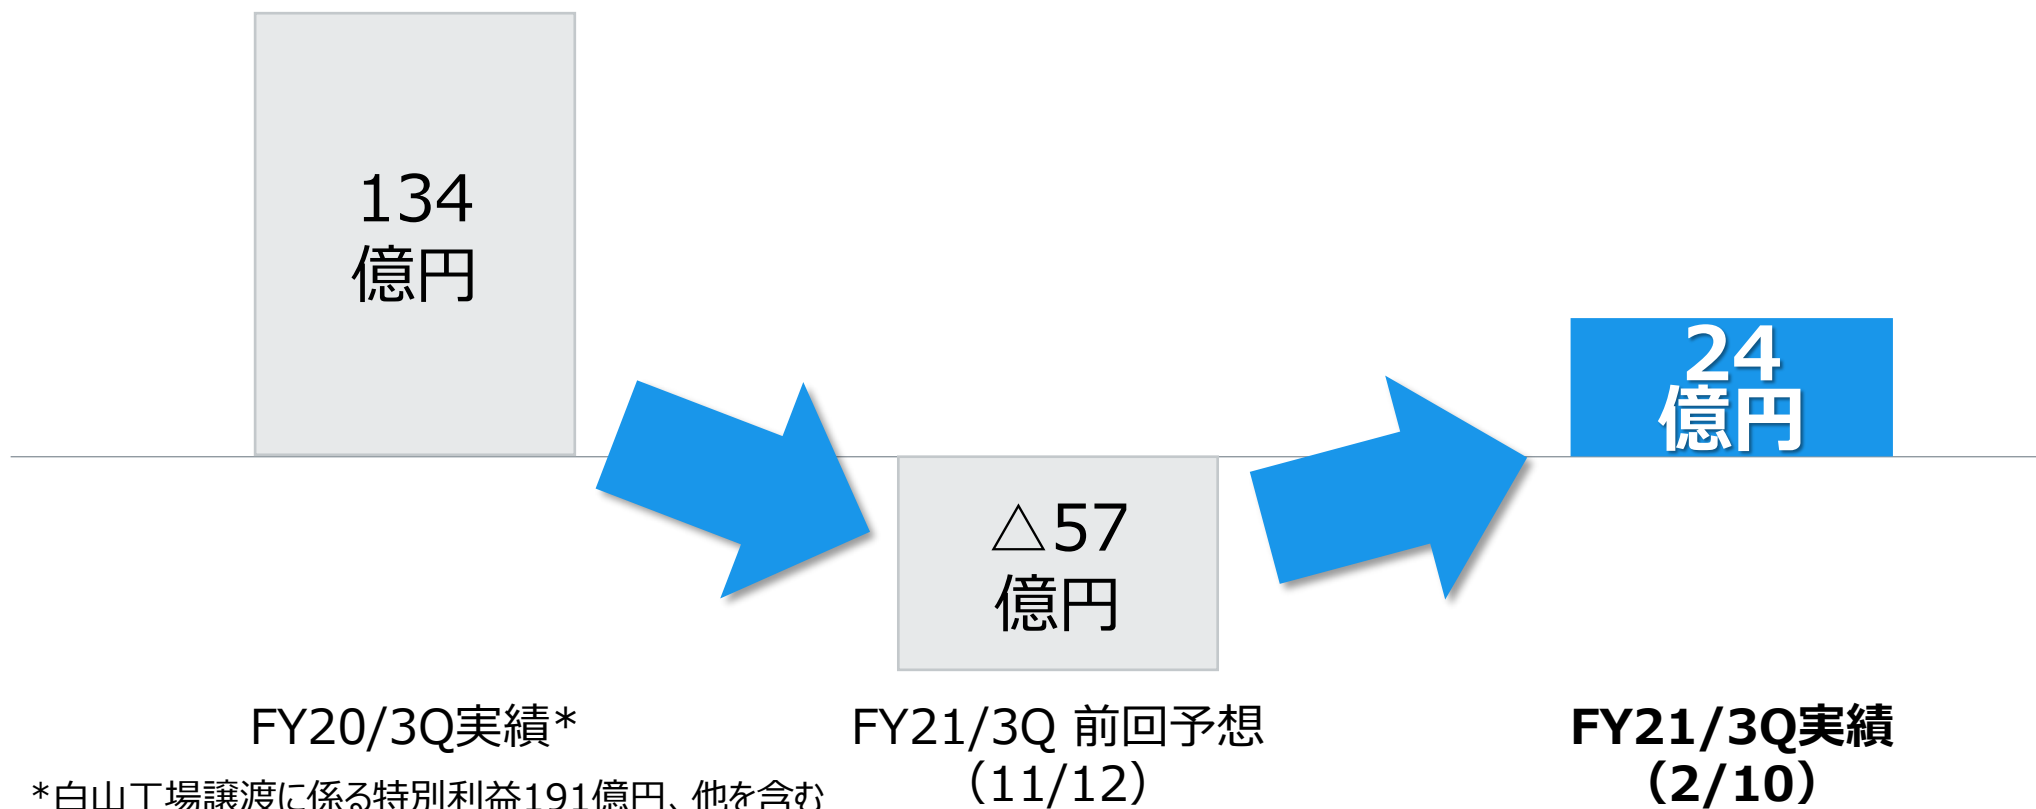 134
億円
24
億円
△57
億円
FY20/3Q実績*
FY21/3Q 前回予想
（11/12）
FY21/3Q実績
（2/10）
*白山工場譲渡に係る特別利益191億円、他を含む